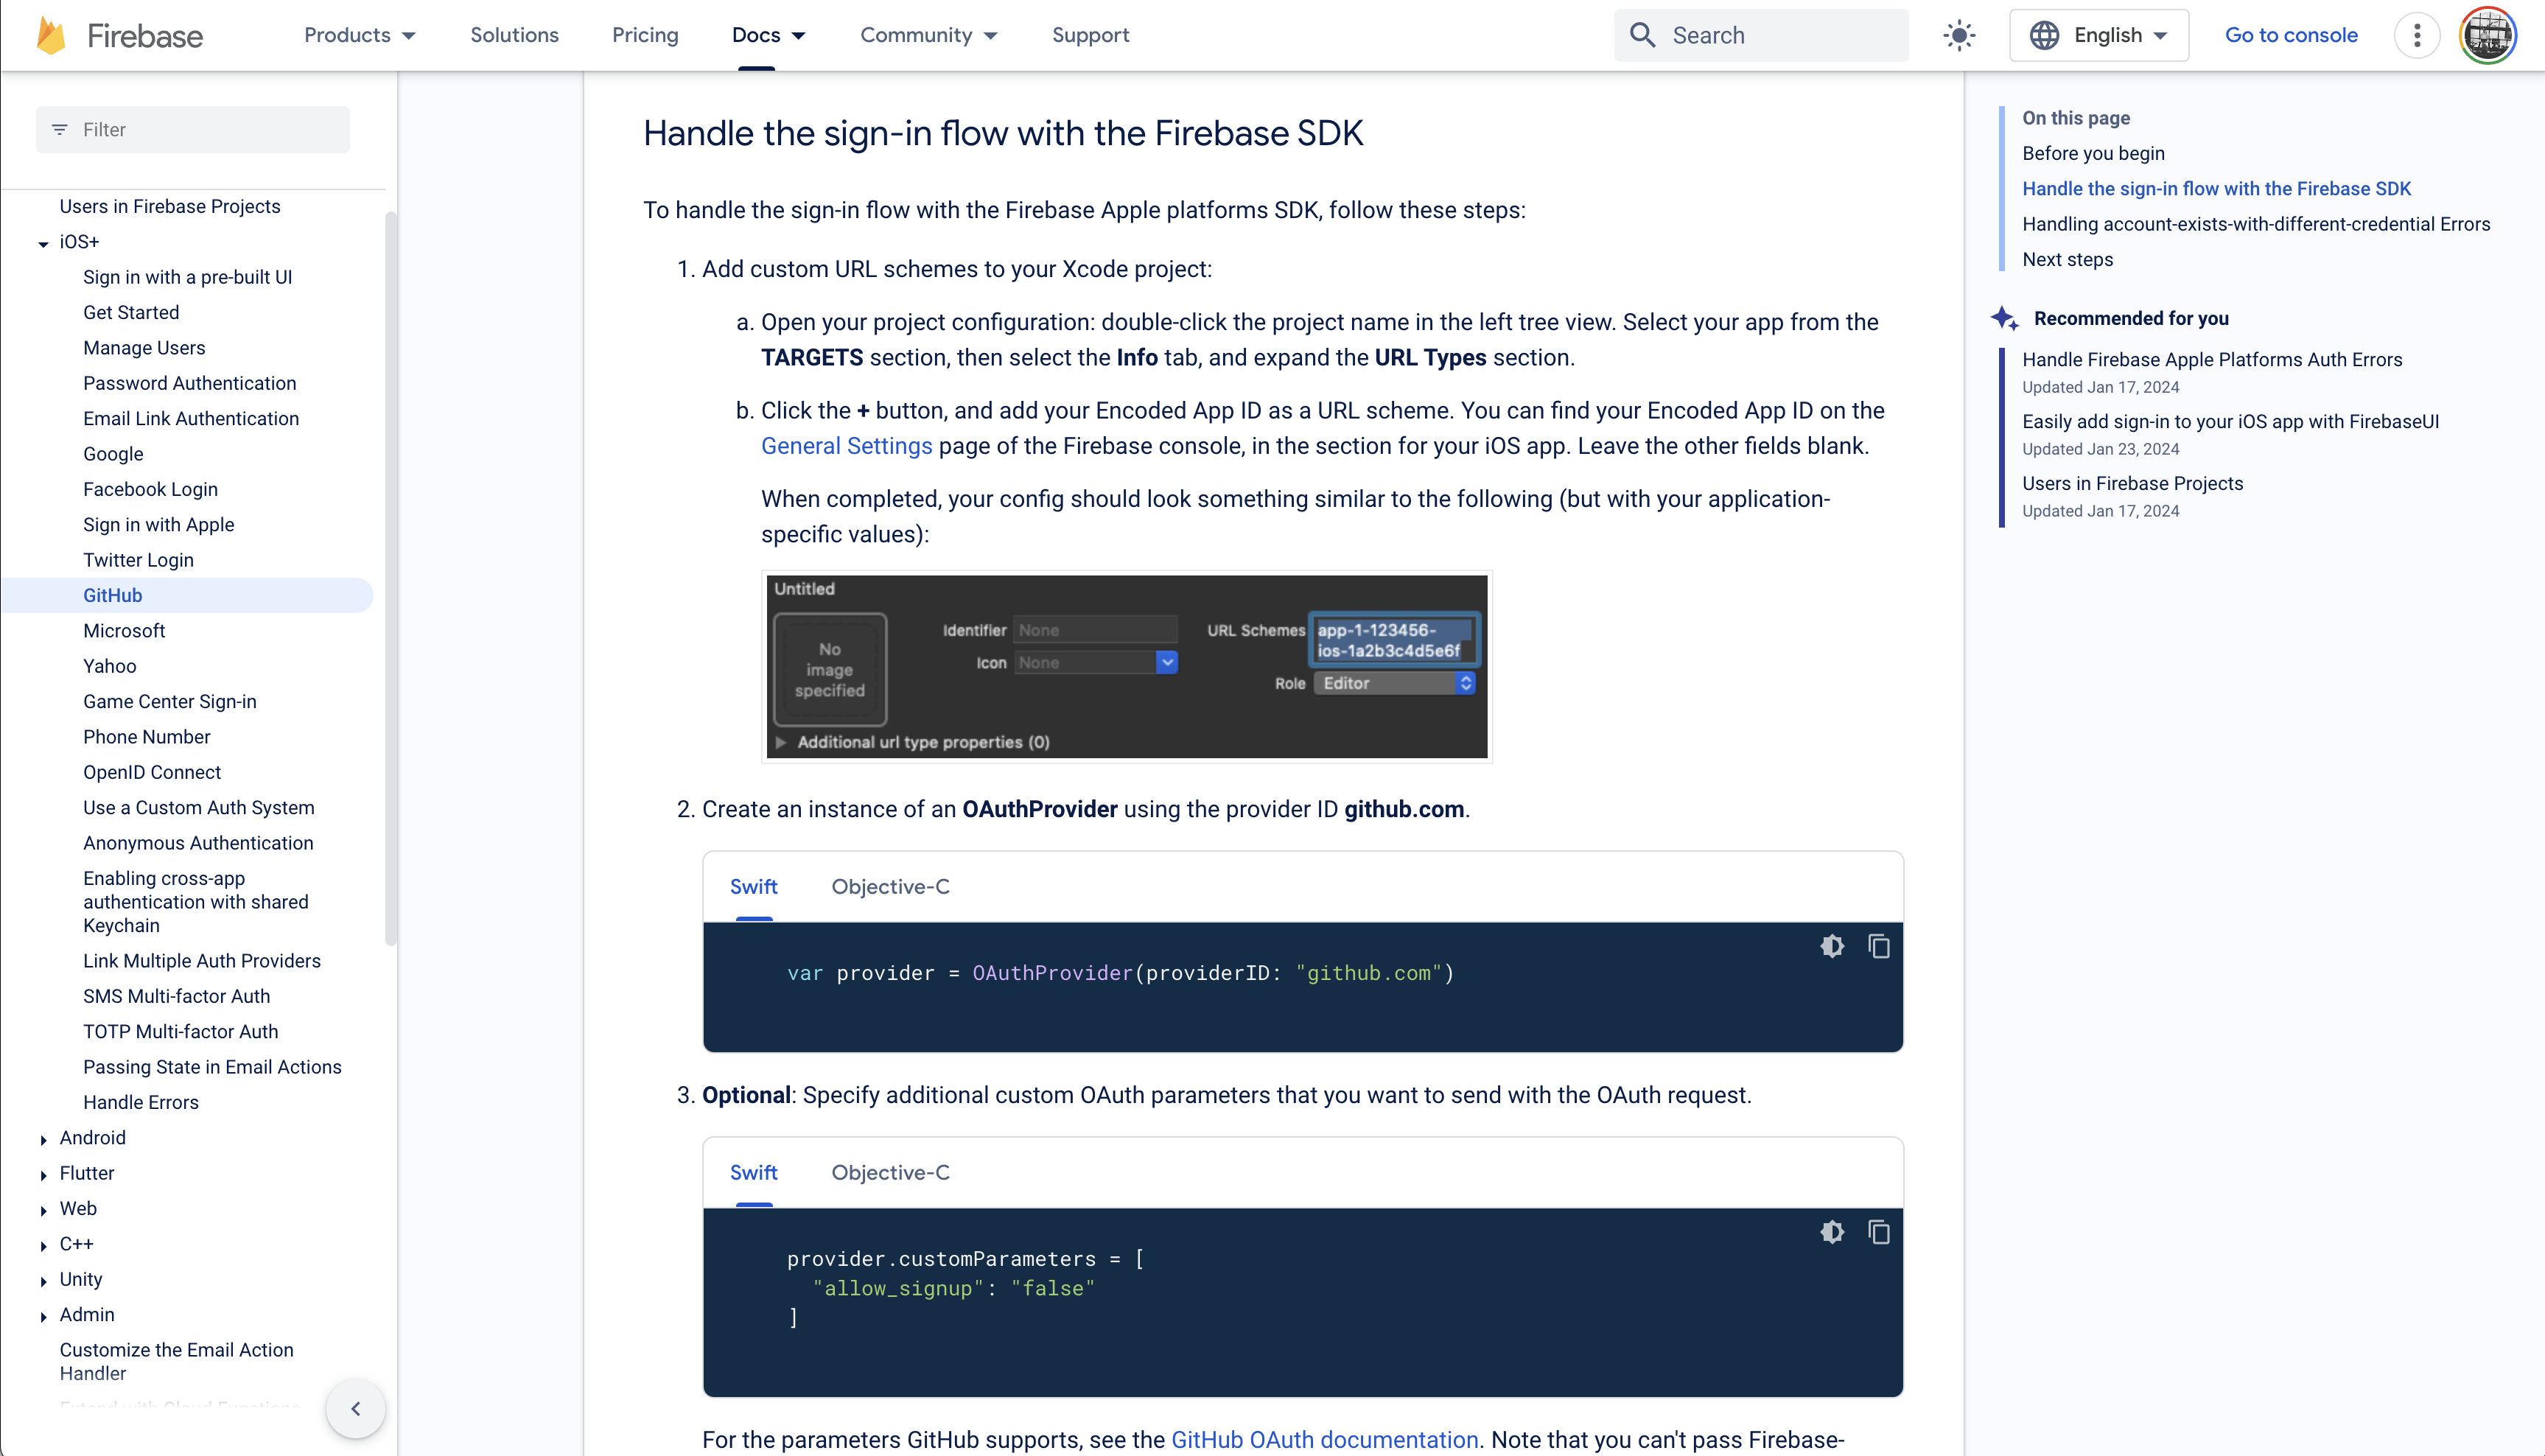 Firebase
Products
Solutions
Pricing
Docs
Community
Support
Search
English
Go to console
Filter
Users in Firebase Projects
iOS+
Sign in with a pre-built UI
Get Started
Manage Users
Password Authentication
Email Link Authentication
Google
Facebook Login
Sign in with Apple
Twitter Login
GitHub
Microsoft
Yahoo
Game Center Sign-in
Phone Number
OpenID Connect
Use a Custom Auth System
Anonymous Authentication
Enabling cross-app
authentication with shared
Keychain
Link Multiple Auth Providers
SMS Multi-factor Auth
TOTP Multi-factor Auth
Passing State in Email Actions
Handle Errors
Android
Flutter
Web
C++
Unity
Admin
Customize the Email Action
Handler
Extend with Cloud Functions
Handle the sign-in flow with the Firebase SDK
To handle the sign-in flow with the Firebase Apple platforms SDK, follow these steps:
1. Add custom URL schemes to your Xcode project:
a. Open your project configuration: double-click the project name in the left tree view. Select your app from the
TARGETS section, then select the Info tab, and expand the URL Types section.
b. Click the + button, and add your Encoded App ID as a URL scheme. You can find your Encoded App ID on the
General Settings page of the Firebase console, in the section for your iOS app. Leave the other fields blank.
When completed, your config should look something similar to the following (but with your application-
specific values):
Untitled
No
image
specified
Identifier None
Icon None
URL Schemes app-1-123456-
ios-1a2b3c4d5e6f
Role Editor
Additional url type properties (0)
2. Create an instance of an OAuthProvider using the provider ID github.com.
Swift Objective-C
var provider = OAuthProvider(providerID: "github.com")
3. Optional: Specify additional custom OAuth parameters that you want to send with the OAuth request.
Swift Objective-C
provider.customParameters = [
"allow_signup": "false"
]
For the parameters GitHub supports, see the GitHub OAuth documentation. Note that you can't pass Firebase-
On this page
Before you begin
Handle the sign-in flow with the Firebase SDK
Handling account-exists-with-different-credential Errors
Next steps
Recommended for you
Handle Firebase Apple Platforms Auth Errors
Updated Jan 17, 2024
Easily add sign-in to your iOS app with FirebaseUI
Updated Jan 23, 2024
Users in Firebase Projects
Updated Jan 17, 2024